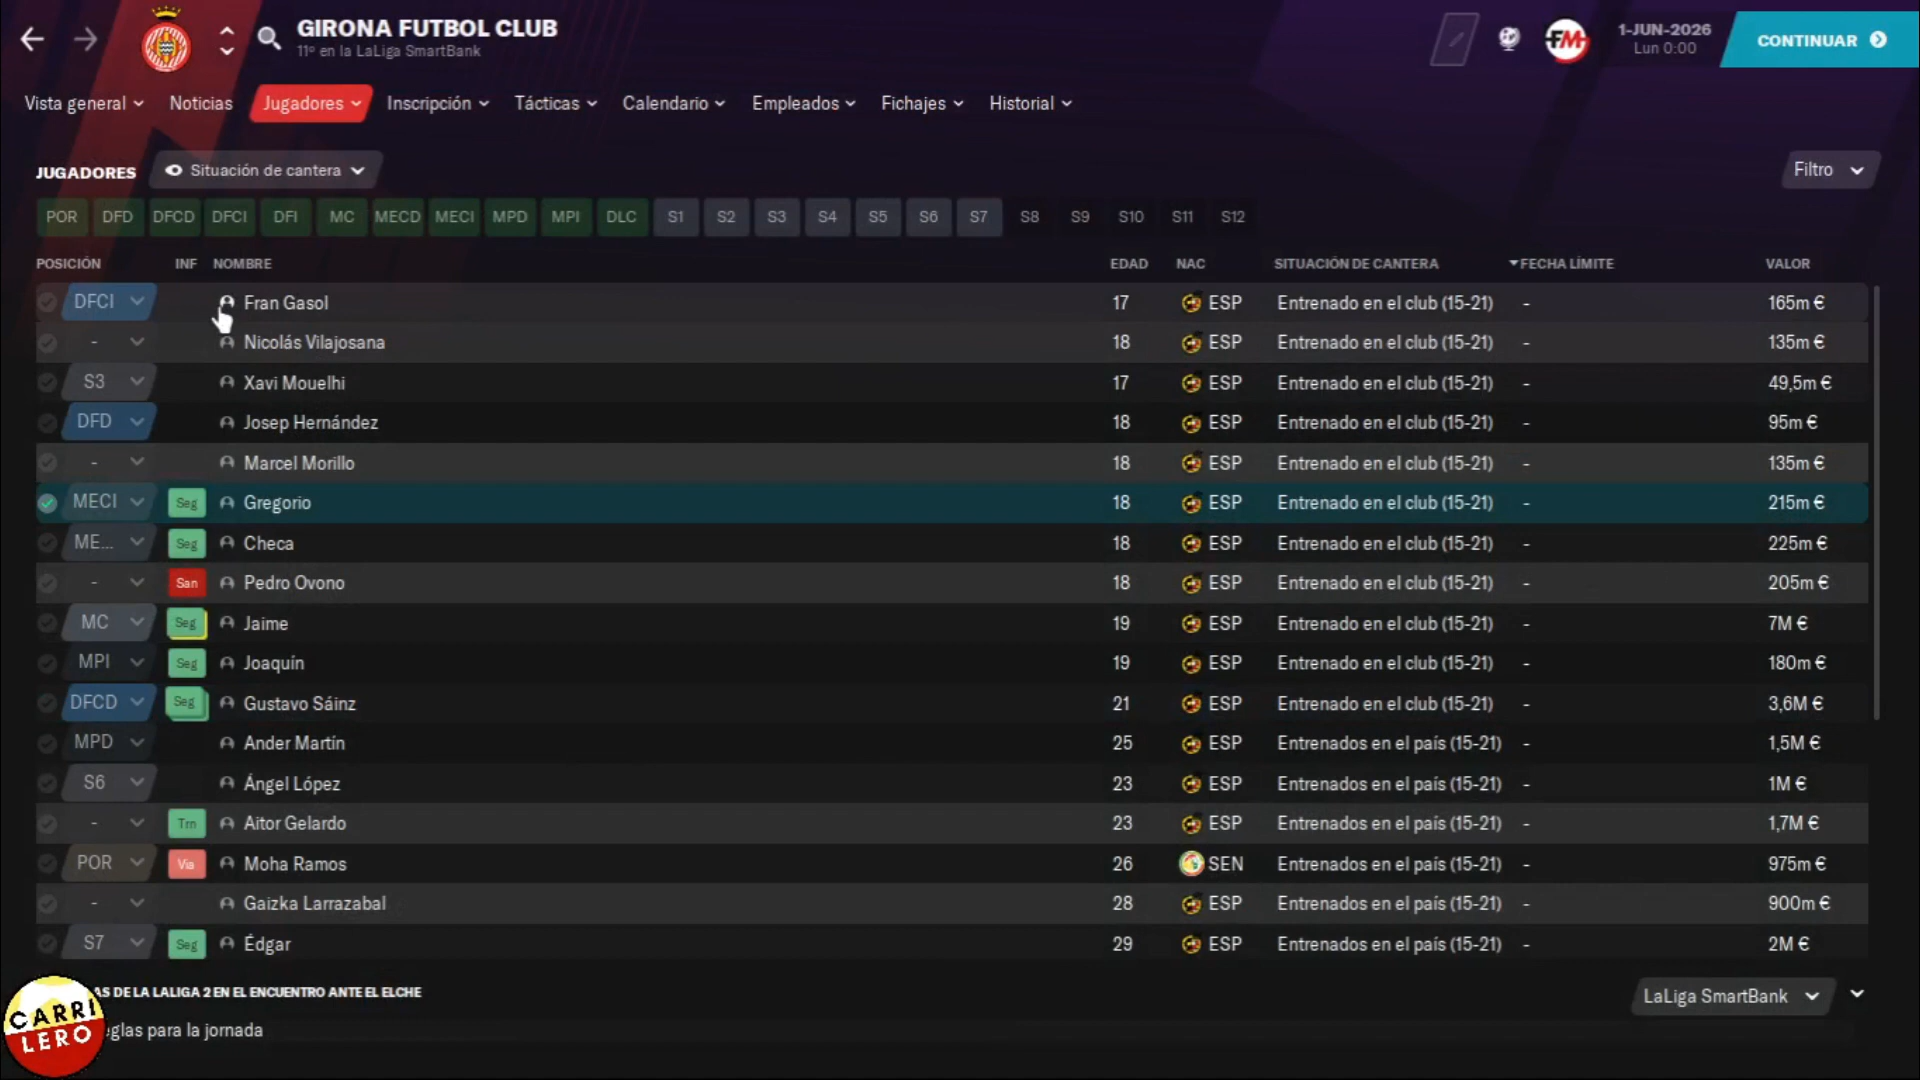 GIRONA FUTBOL CLUB
11º en la LaLiga SmartBank
FM
1-JUN-2026
Lun 0:00
CONTINUAR
Vista general Noticias Jugadores Inscripción Tácticas Calendario Empleados Fichajes Historial
JUGADORES Situación de cantera Filtro
POR DFD DFCD DFCI DFI MC MECD MECI MPD MPI DLC S1 S2 S3 S4 S5 S6 S7 S8 S9 S10 S11 S12
POSICIÓN INF NOMBRE EDAD NAC SITUACIÓN DE CANTERA FECHA LÍMITE VALOR
DFCI Fran Gasol 17 ESP Entrenado en el club (15-21) - 165m €
- Nicolás Vilajosana 18 ESP Entrenado en el club (15-21) - 135m €
S3 Xavi Mouelhi 17 ESP Entrenado en el club (15-21) - 49,5m €
DFD Josep Hernández 18 ESP Entrenado en el club (15-21) - 95m €
- Marcel Morillo 18 ESP Entrenado en el club (15-21) - 135m €
MECI Seg Gregorio 18 ESP Entrenado en el club (15-21) - 215m €
ME... Seg Checa 18 ESP Entrenado en el club (15-21) - 225m €
- San Pedro Ovono 18 ESP Entrenado en el club (15-21) - 205m €
MC Seg Jaime 19 ESP Entrenado en el club (15-21) - 7M €
MPI Seg Joaquín 19 ESP Entrenado en el club (15-21) - 180m €
DFCD Seg Gustavo Sáinz 21 ESP Entrenado en el club (15-21) - 3,6M €
MPD Ander Martín 25 ESP Entrenados en el país (15-21) - 1,5M €
S6 Ángel López 23 ESP Entrenados en el país (15-21) - 1M €
- Trn Aitor Gelardo 23 ESP Entrenados en el país (15-21) - 1,7M €
POR Via Moha Ramos 26 SEN Entrenados en el país (15-21) - 975m €
- Gaizka Larrazabal 28 ESP Entrenados en el país (15-21) - 900m €
S7 Seg Édgar 29 ESP Entrenados en el país (15-21) - 2M €
AS DE LA LALIGA 2 EN EL ENCUENTRO ANTE EL ELCHE
LaLiga SmartBank
eglas para la jornada
CARRI
LERO